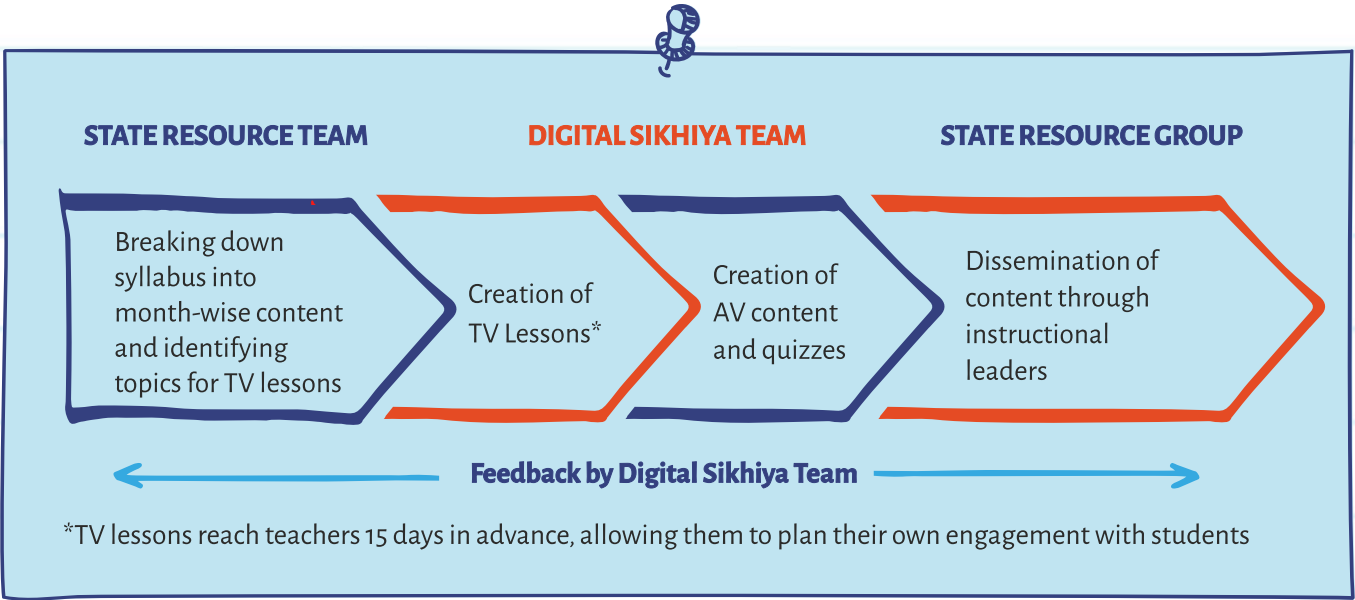 STATE RESOURCE TEAM
DIGITAL SIKHIYA TEAM
STATE RESOURCE GROUP
Breaking down
syllabus into
month-wise content
and identifying
topics for TV lessons
Creation of
TV Lessons*
Creation of
AV content
and quizzes
Dissemination of
content through
instructional
leaders
Feedback by Digital Sikhiya Team
*TV lessons reach teachers 15 days in advance, allowing them to plan their own engagement with students